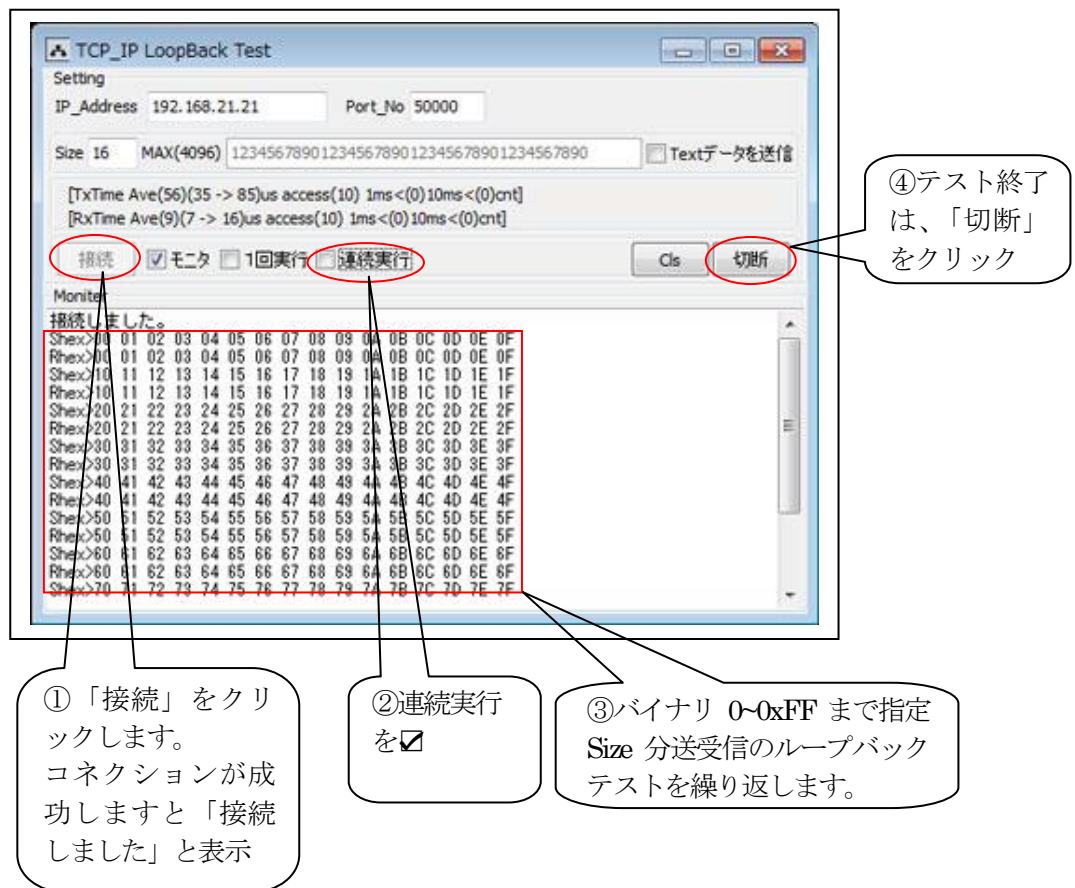 TCP_IP LoopBack Test
Setting
IP_Address 192.168.21.21 Port_No 50000
Size 16 MAX(4096) 1234567890123456789012345678901234567890 Textデータを送信
[TxTime Ave(56)(35 -> 85)us access(10) 1ms<(0)10ms<(0)cnt]
[RxTime Ave(9)(7 -> 16)us access(10) 1ms<(0)10ms<(0)cnt]
接続 モニタ 1回実行 連続実行 Cls 切断
Moniter
接続しました。
Shex>00 01 02 03 04 05 06 07 08 09 0A 0B 0C 0D 0E 0F
Rhex>00 01 02 03 04 05 06 07 08 09 0A 0B 0C 0D 0E 0F
Shex>10 11 12 13 14 15 16 17 18 19 1A 1B 1C 1D 1E 1F
Rhex>10 11 12 13 14 15 16 17 18 19 1A 1B 1C 1D 1E 1F
Shex>20 21 22 23 24 25 26 27 28 29 2A 2B 2C 2D 2E 2F
Rhex>20 21 22 23 24 25 26 27 28 29 2A 2B 2C 2D 2E 2F
Shex>30 31 32 33 34 35 36 37 38 39 3A 3B 3C 3D 3E 3F
Rhex>30 31 32 33 34 35 36 37 38 39 3A 3B 3C 3D 3E 3F
Shex>40 41 42 43 44 45 46 47 48 49 4A 4B 4C 4D 4E 4F
Rhex>40 41 42 43 44 45 46 47 48 49 4A 4B 4C 4D 4E 4F
Shex>50 51 52 53 54 55 56 57 58 59 5A 5B 5C 5D 5E 5F
Rhex>50 51 52 53 54 55 56 57 58 59 5A 5B 5C 5D 5E 5F
Shex>60 61 62 63 64 65 66 67 68 69 6A 6B 6C 6D 6E 6F
Rhex>60 61 62 63 64 65 66 67 68 69 6A 6B 6C 6D 6E 6F
Shex>70 71 72 73 74 75 76 77 78 79 7A 7B 7C 7D 7E 7F
④テスト終了
は、「切断」
をクリック
①「接続」をクリ
ックします。
コネクションが成
功しますと「接続
しました」と表示
②連続実行
を☑
③バイナリ 0~0xFF まで指定
Size 分送受信のループバック
テストを繰り返します。